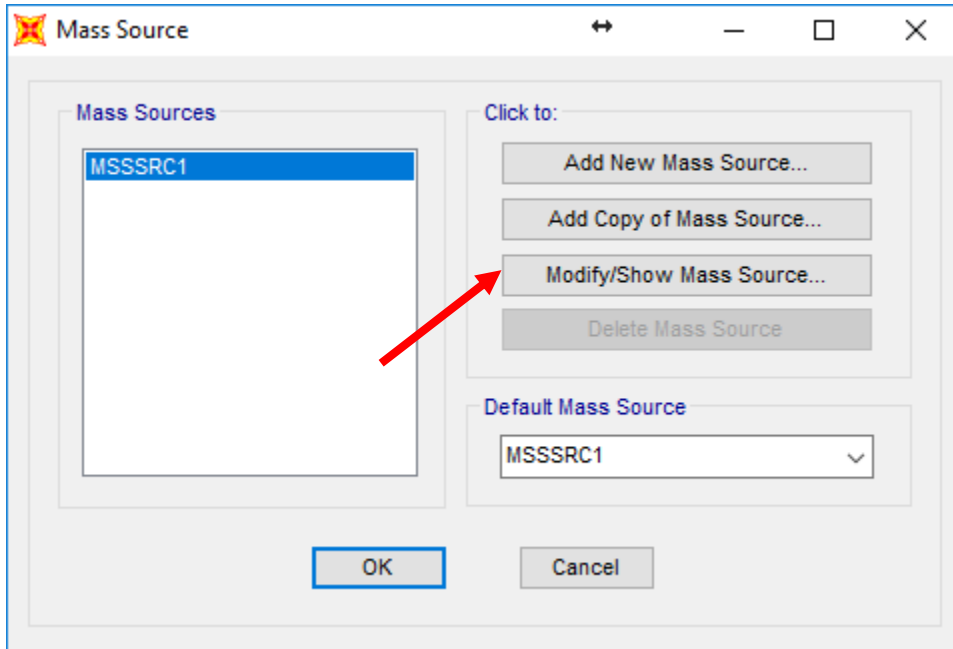 Mass Source
Mass Sources
MSSSRC1
Click to:
Add New Mass Source...
Add Copy of Mass Source...
Modify/Show Mass Source...
Delete Mass Source
Default Mass Source
MSSSRC1
OK
Cancel